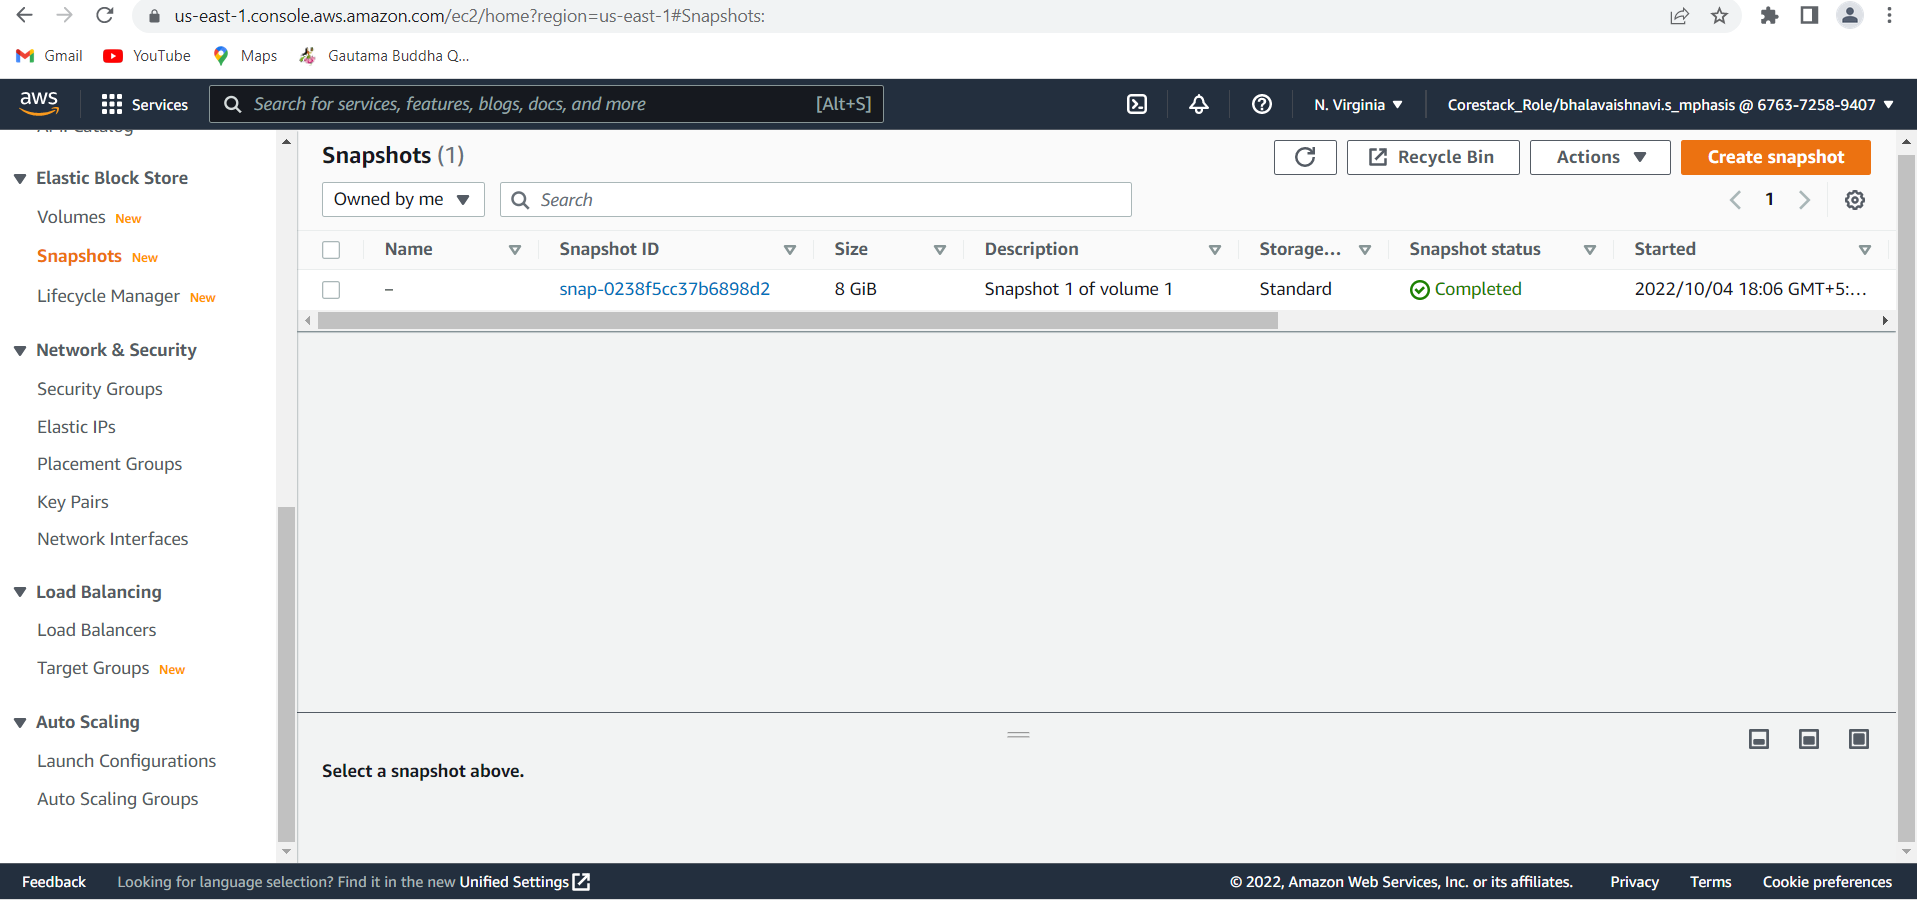 us-east-1.console.aws.amazon.com/ec2/home?region=us-east-1#Snapshots:
Gmail YouTube Maps Gautama Buddha Q...
aws Services Search for services, features, blogs, docs, and more [Alt+S] N. Virginia Corestack_Role/bhalavaishnavi.s_mphasis @ 6763-7258-9407
AMI Catalog
Elastic Block Store
Volumes New
Snapshots New
Lifecycle Manager New
Network & Security
Security Groups
Elastic IPs
Placement Groups
Key Pairs
Network Interfaces
Load Balancing
Load Balancers
Target Groups New
Auto Scaling
Launch Configurations
Auto Scaling Groups
Snapshots (1)
Recycle Bin Actions Create snapshot
Owned by me Search 1
Name Snapshot ID Size Description Storage... Snapshot status Started
– snap-0238f5cc37b6898d2 8 GiB Snapshot 1 of volume 1 Standard Completed 2022/10/04 18:06 GMT+5:...
Select a snapshot above.
Feedback Looking for language selection? Find it in the new Unified Settings © 2022, Amazon Web Services, Inc. or its affiliates. Privacy Terms Cookie preferences